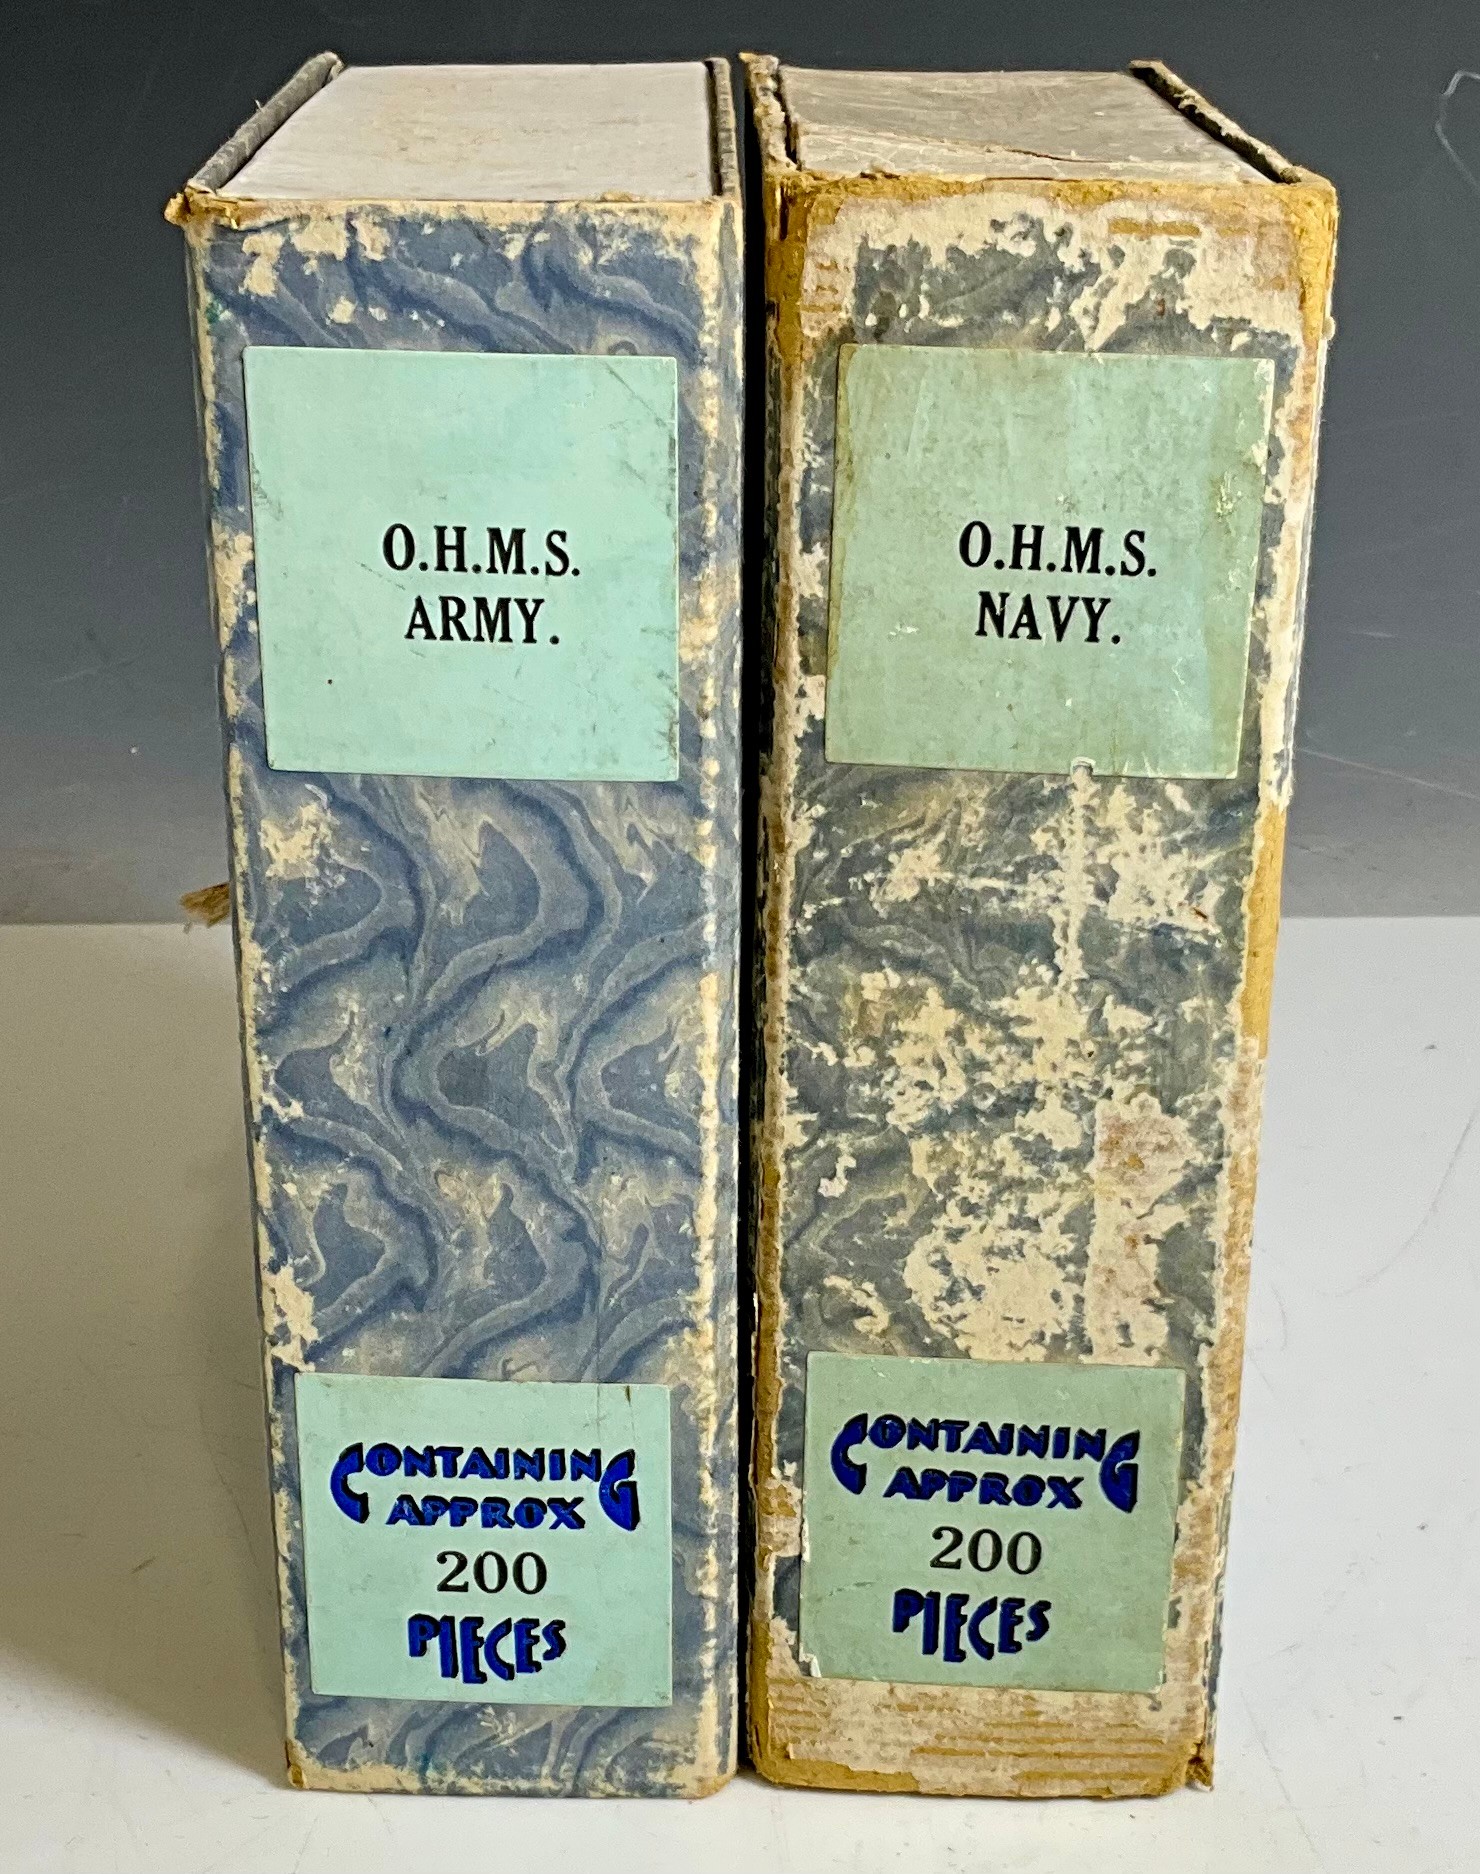 O.H.M.S.
ARMY.
CONTAINING
APPROX
200
PIECES
O.H.M.S.
NAVY.
CONTAINING
APPROX
200
PIECES